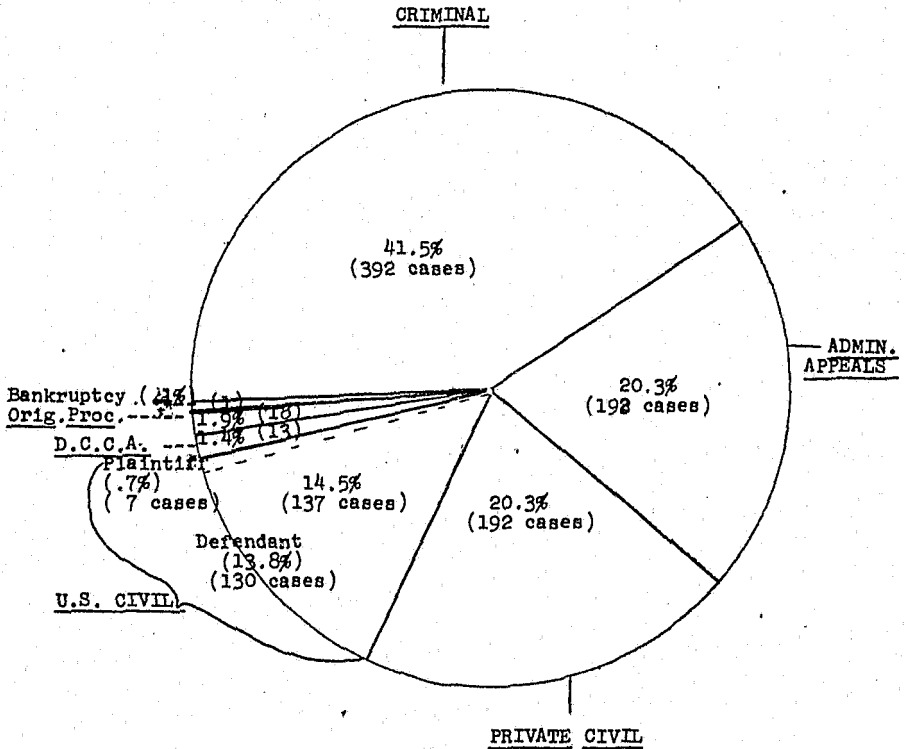 CRIMINAL
41.5%
(392 cases)
ADMIN.
APPEALS
20.3%
(192 cases)
Bankruptcy (.1% (1)
Orig.Proc. ---- 1.9% (18)
D.C.C.A. --- 1.4% (13)
Plaintiff
(.7%)
( 7 cases)
14.5%
(137 cases)
20.3%
(192 cases)
Defendant
(13.8%)
(130 cases)
U.S. CIVIL
PRIVATE CIVIL